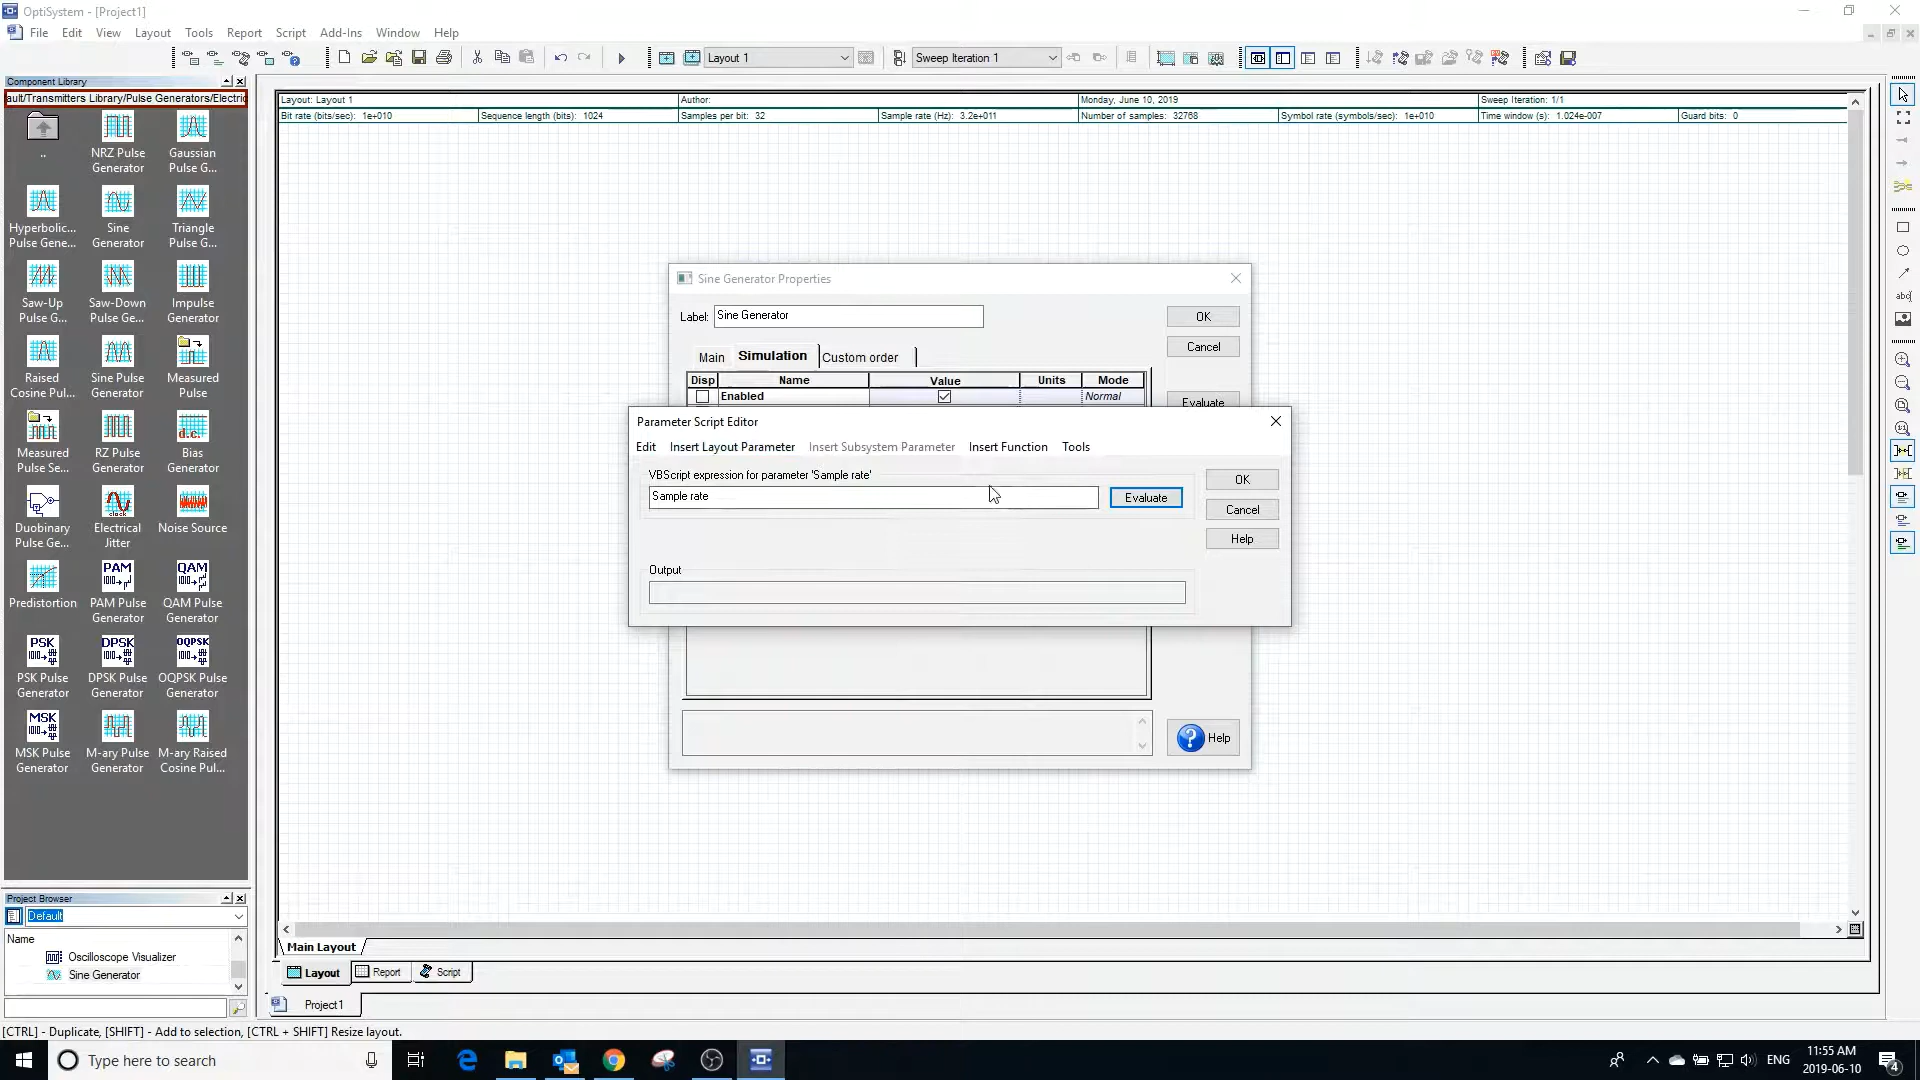 OptiSystem - [Project1]
File Edit View Layout Tools Report Script Add-Ins Window Help
Layout 1
Sweep Iteration 1
Component Library
ault/Transmitters Library/Pulse Generators/Electric
..
NRZ Pulse Generator
Gaussian Pulse G...
Hyperbolic... Pulse Gene...
Sine Generator
Triangle Pulse G...
Saw-Up Pulse G...
Saw-Down Pulse Ge...
Impulse Generator
Raised Cosine Pul...
Sine Pulse Generator
Measured Pulse
Measured Pulse Se...
RZ Pulse Generator
d.c.
Bias Generator
Duobinary Pulse Ge...
clock
Electrical Jitter
Noise Source
Predistortion
PAM
PAM Pulse Generator
QAM
QAM Pulse Generator
PSK
PSK Pulse Generator
DPSK
DPSK Pulse Generator
OQPSK
OQPSK Pulse Generator
MSK
MSK Pulse Generator
M-ary Pulse Generator
M-ary Raised Cosine Pul...
Project Browser
Default
Name
Oscilloscope Visualizer
Sine Generator
Layout: Layout 1
Author:
Monday, June 10, 2019
Sweep Iteration: 1/1
Bit rate (bits/sec): 1e+010
Sequence length (bits): 1024
Samples per bit: 32
Sample rate (Hz): 3.2e+011
Number of samples: 32768
Symbol rate (symbols/sec): 1e+010
Time window (s): 1.024e-007
Guard bits: 0
Sine Generator Properties
Label: Sine Generator
OK
Cancel
Main Simulation Custom order
Disp Name Value Units Mode
Enabled Normal
Evaluate
Parameter Script Editor
Edit Insert Layout Parameter Insert Subsystem Parameter Insert Function Tools
VBScript expression for parameter 'Sample rate'
Sample rate
Evaluate
OK
Cancel
Help
Output
Help
Main Layout
Layout Report Script
Project1
[CTRL] - Duplicate, [SHIFT] - Add to selection, [CTRL + SHIFT] Resize layout.
Type here to search
ENG
11:55 AM
2019-06-10
4